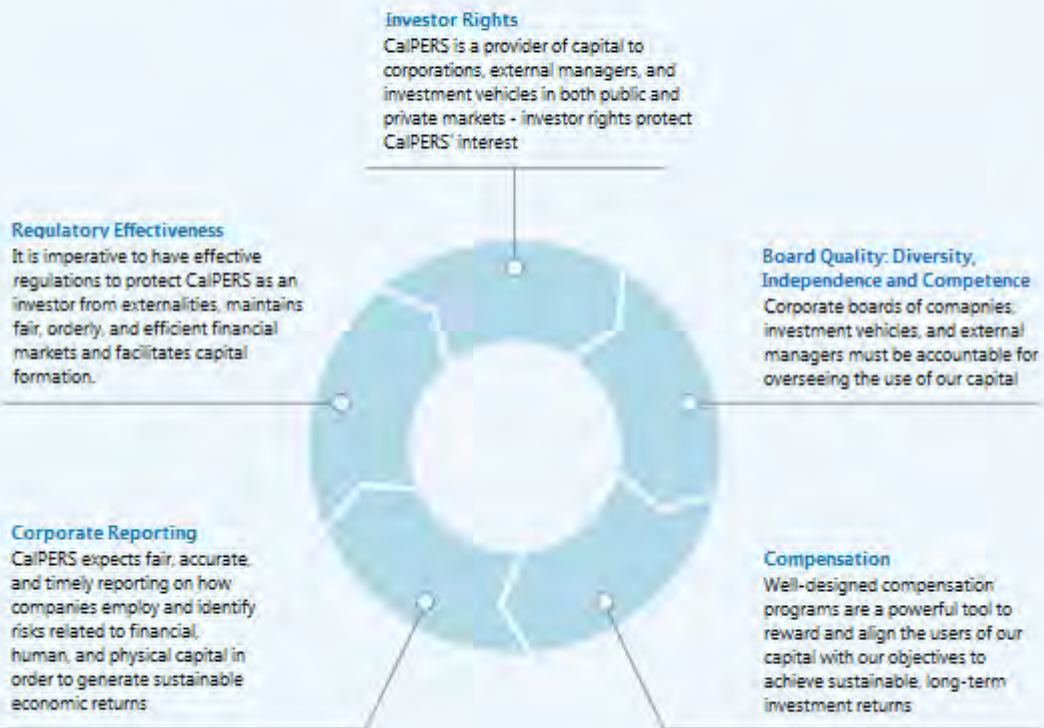 Investor Rights
CalPERS is a provider of capital to
corporations, external managers, and
investment vehicles in both public and
private markets - investor rights protect
CalPERS' interest
Regulatory Effectiveness
It is imperative to have effective
regulations to protect CalPERS as an
investor from externalities, maintains
fair, orderly, and efficient financial
markets and facilitates capital
formation.
Board Quality: Diversity,
Independence and Competence
Corporate boards of comapnies,
investment vehicles, and external
managers must be accountable for
overseeing the use of our capital
Corporate Reporting
CalPERS expects fair, accurate,
and timely reporting on how
companies employ and identify
risks related to financial,
human, and physical capital in
order to generate sustainable
economic returns
Compensation
Well-designed compensation
programs are a powerful tool to
reward and align the users of our
capital with our objectives to
achieve sustainable, long-term
investment returns